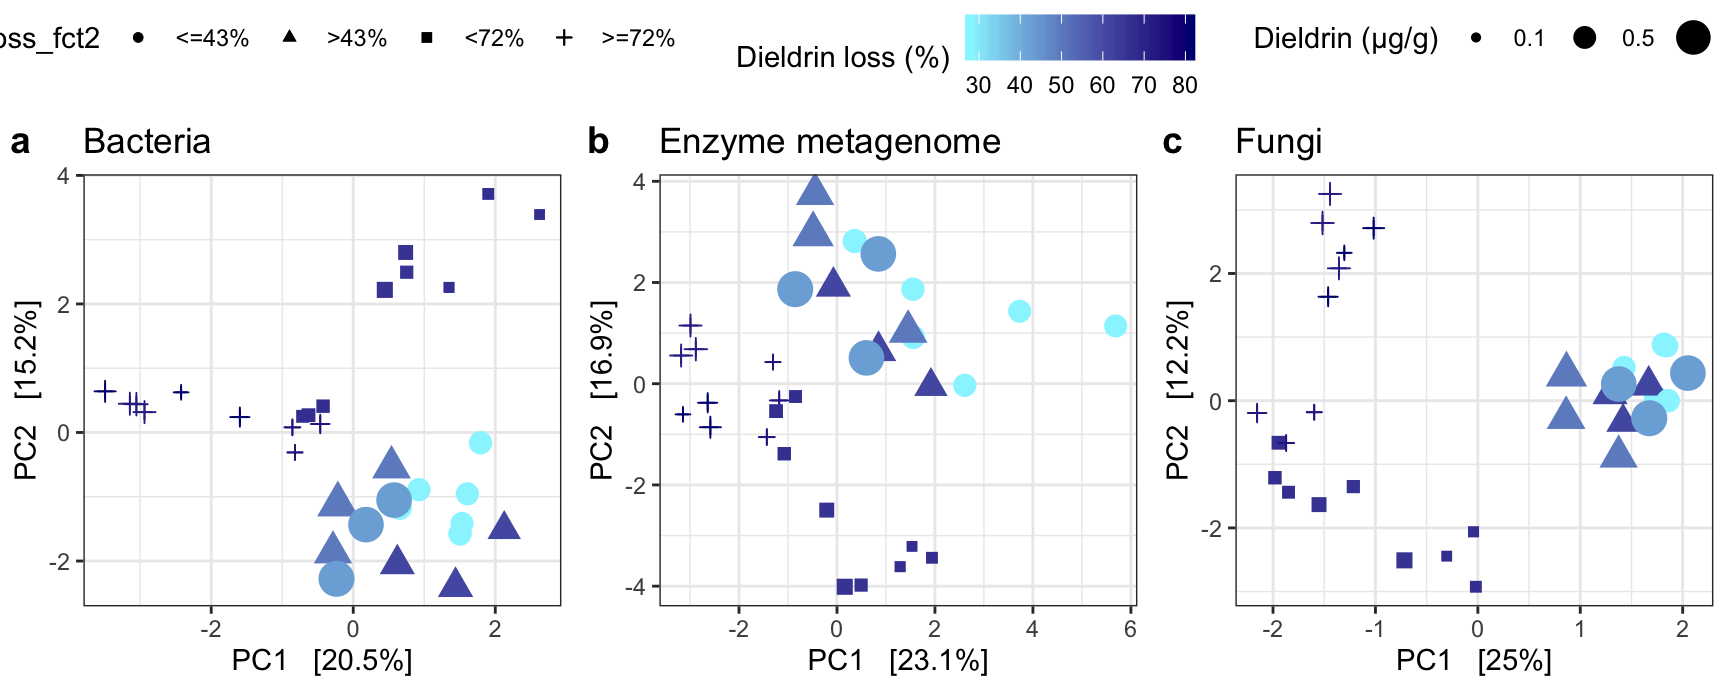 oss_fct2 <=43% >43% <72% >=72%
Dieldrin loss (%)
30 40 50 60 70 80
Dieldrin (µg/g) 0.1 0.5
a Bacteria
PC2 [15.2%]
4
2
0
-2
-2 0 2
PC1 [20.5%]
b Enzyme metagenome
PC2 [16.9%]
4
2
0
-2
-4
-2 0 2 4 6
PC1 [23.1%]
c Fungi
PC2 [12.2%]
2
0
-2
-2 -1 0 1 2
PC1 [25%]